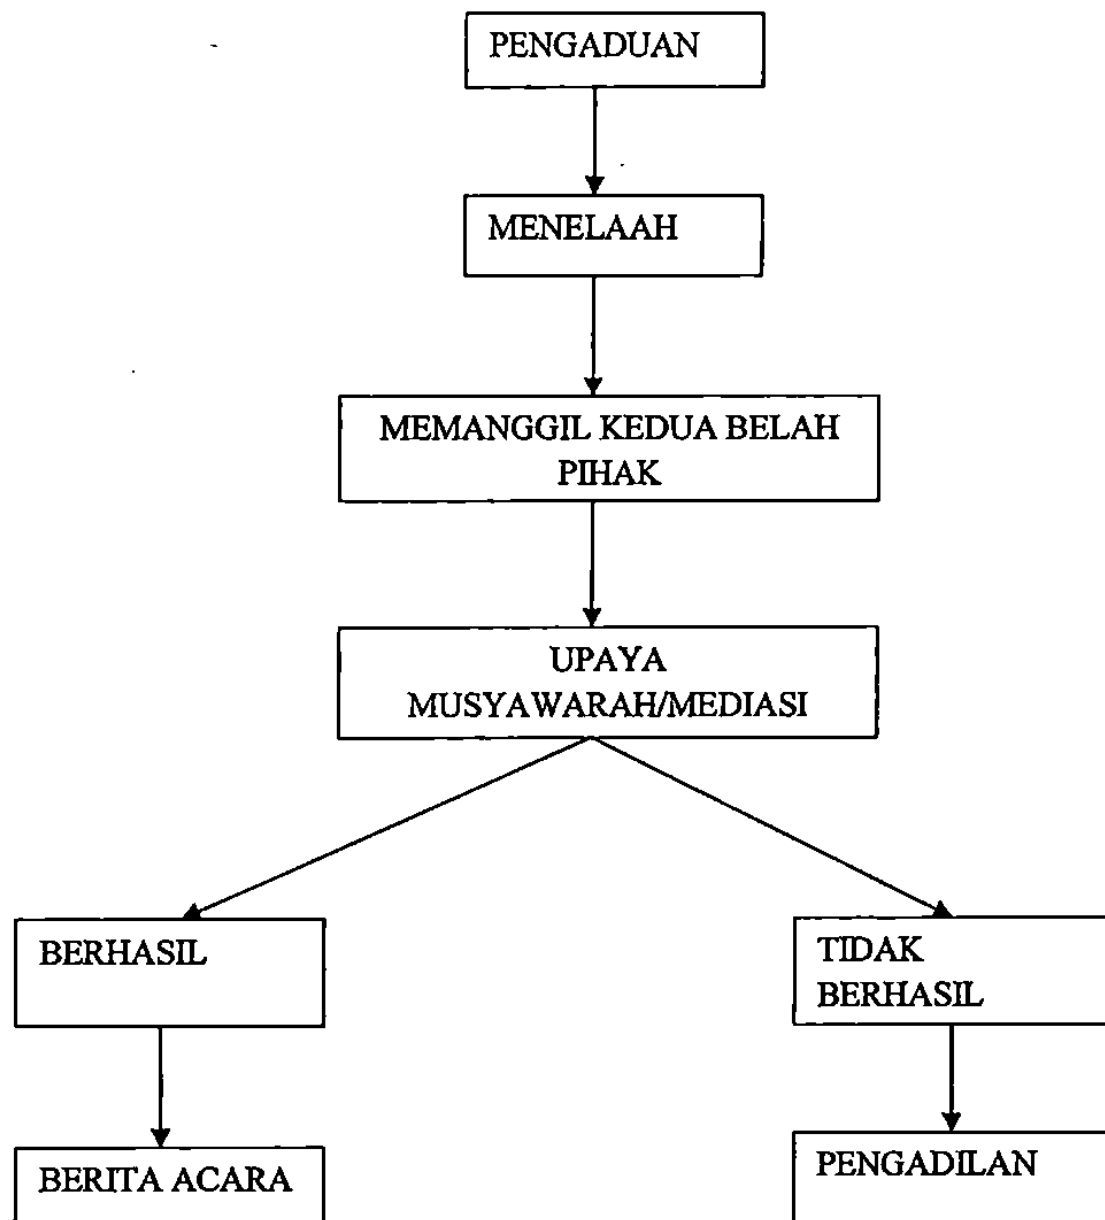 PENGADUAN
MENELAAH
MEMANGGIL KEDUA BELAH
PIHAK
UPAYA
MUSYAWARAH/MEDIASI
BERHASIL
TIDAK
BERHASIL
BERITA ACARA
PENGADILAN